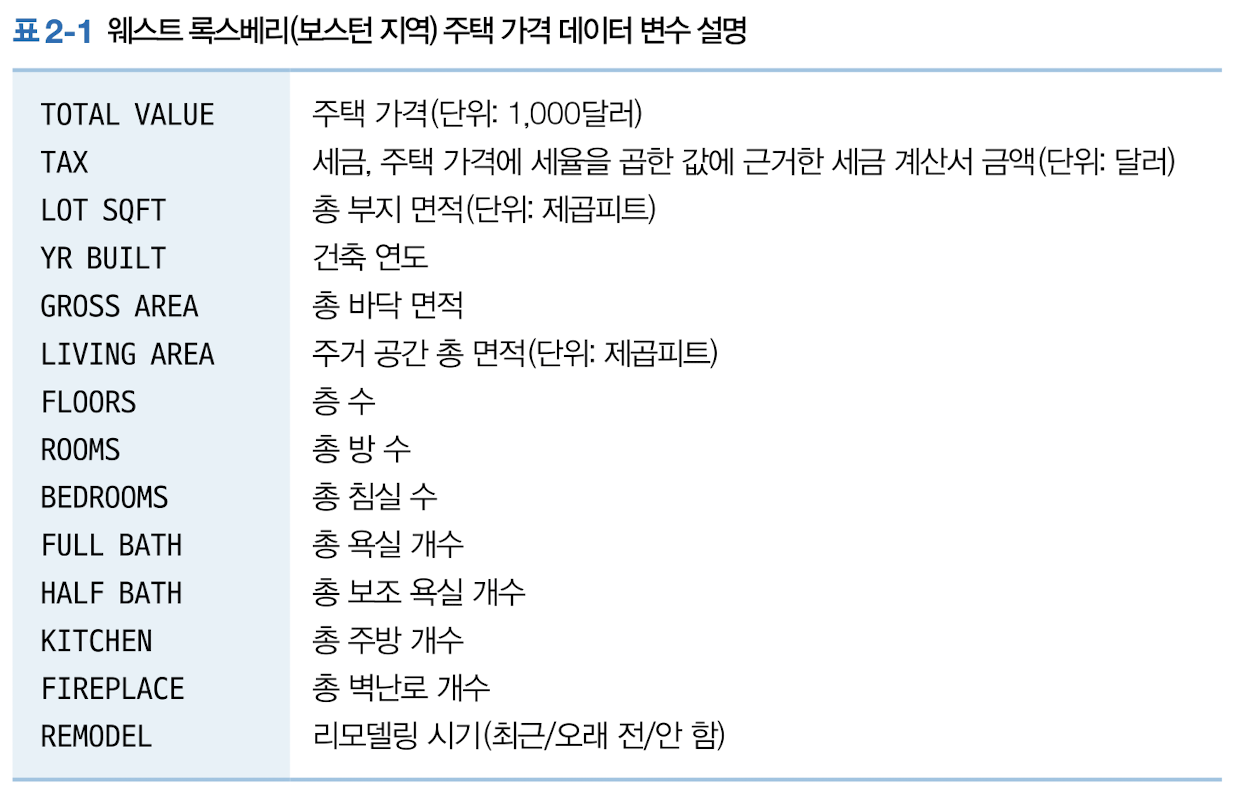 표 2-1 웨스트 록스베리(보스턴 지역) 주택 가격 데이터 변수 설명
TOTAL VALUE 주택 가격(단위: 1,000달러)
TAX 세금, 주택 가격에 세율을 곱한 값에 근거한 세금 계산서 금액(단위: 달러)
LOT SQFT 총 부지 면적(단위: 제곱피트)
YR BUILT 건축 연도
GROSS AREA 총 바닥 면적
LIVING AREA 주거 공간 총 면적(단위: 제곱피트)
FLOORS 층 수
ROOMS 총 방 수
BEDROOMS 총 침실 수
FULL BATH 총 욕실 개수
HALF BATH 총 보조 욕실 개수
KITCHEN 총 주방 개수
FIREPLACE 총 벽난로 개수
REMODEL 리모델링 시기(최근/오래 전/안 함)